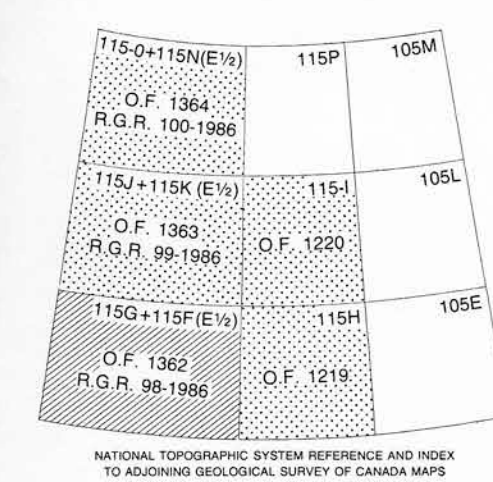 115-O+115N(E½)
115P
105M
O.F. 1364
R.G.R. 100-1986
115J+115K (E½)
115-I
105L
O.F. 1363
R.G.R. 99-1986
O.F. 1220
115G+115F(E½)
115H
105E
O.F. 1362
R.G.R. 98-1986
O.F. 1219
NATIONAL TOPOGRAPHIC SYSTEM REFERENCE AND INDEX
TO ADJOINING GEOLOGICAL SURVEY OF CANADA MAPS